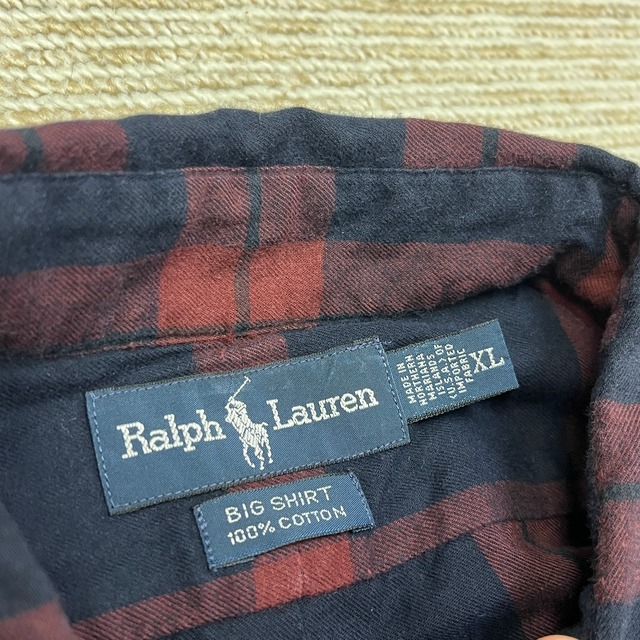 Ralph Lauren
MADE IN
NORTHERN
MARIANA
ISLANDS OF
(U.S.A.)
IMPORTED
FABRIC
XL
BIG SHIRT
100% COTTON